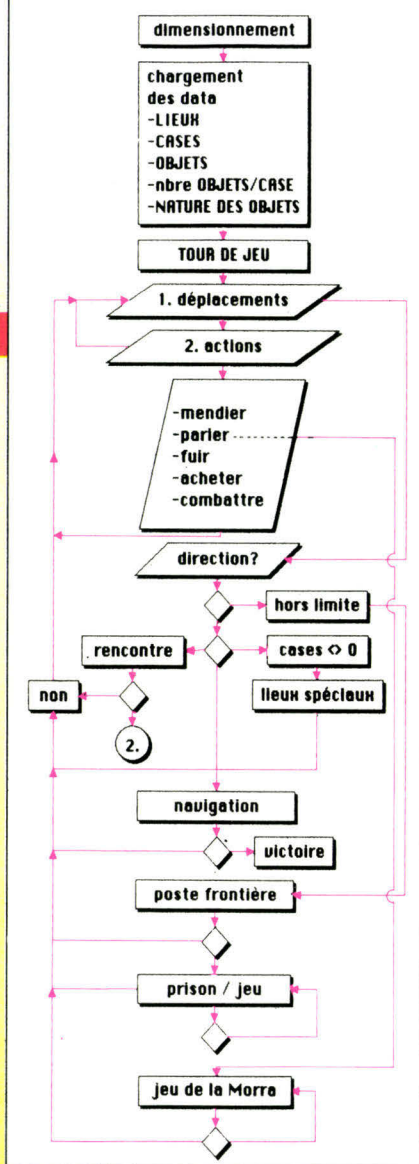 dimensionnement
chargement
des data
-LIEUX
-CASES
-OBJETS
-nbre OBJETS/CASE
-NATURE DES OBJETS
TOUR DE JEU
1. déplacements
2. actions
-mendier
-parier
-fuir
-acheter
-combattre
direction?
hors limite
rencontre
cases <> 0
non
lieux spéciaux
2.
navigation
victoire
poste frontière
prison / jeu
jeu de la Morra